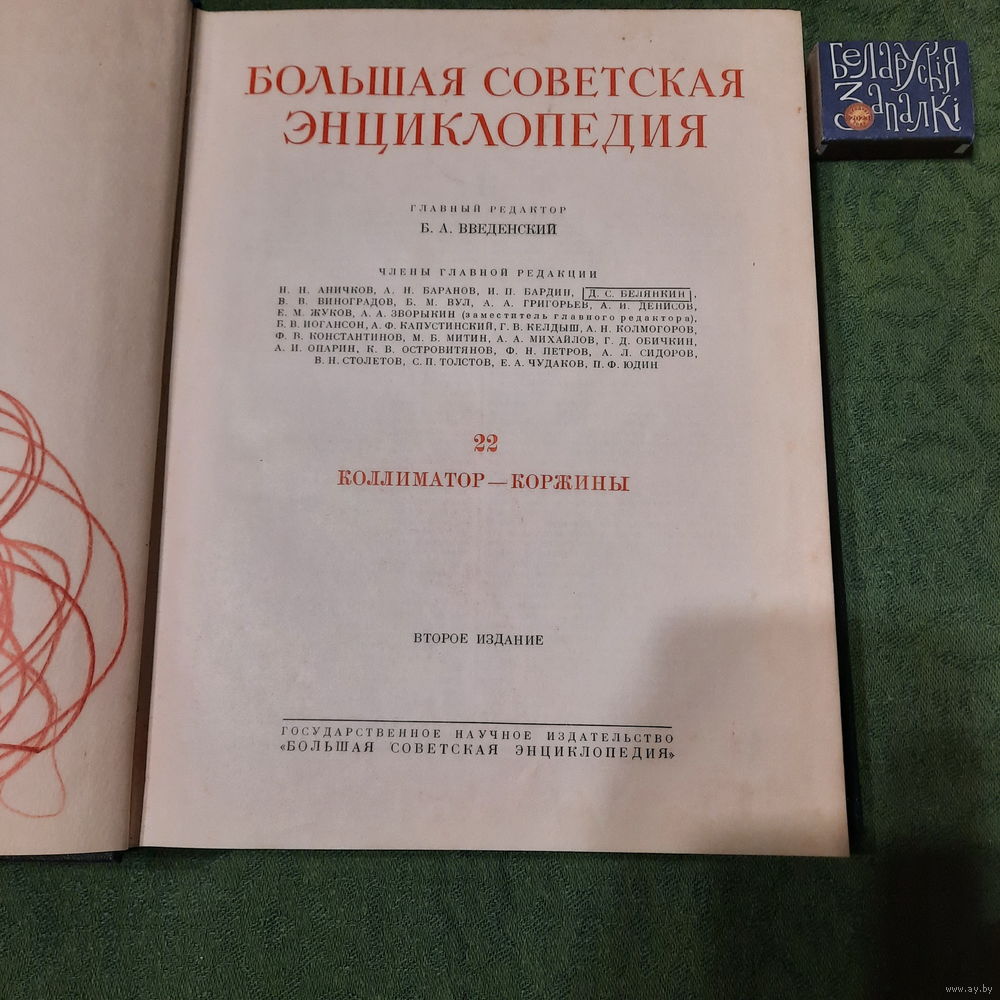 БОЛЬШАЯ СОВЕТСКАЯ
ЭНЦИКЛОПЕДИЯ
ГЛАВНЫЙ РЕДАКТОР
Б. А. ВВЕДЕНСКИЙ
ЧЛЕНЫ ГЛАВНОЙ РЕДАКЦИИ
Н. Н. АНИЧКОВ, А. Н. БАРАНОВ, И. П. БАРДИН, Д. С. БЕЛЯНКИН,
В. В. ВИНОГРАДОВ, Б. М. ВУЛ, А. А. ГРИГОРЬЕВ, А. И. ДЕНИСОВ,
Е. М. ЖУКОВ, А. А. ЗВОРЫКИН (заместитель главного редактора),
Б. В. ИОГАНСОН, А. Ф. КАПУСТИНСКИЙ, Г. В. КЕЛДЫШ, А. Н. КОЛМОГОРОВ,
Ф. В. КОНСТАНТИНОВ, М. Б. МИТИН, А. А. МИХАЙЛОВ, Г. Д. ОБИЧКИН,
А. И. ОПАРИН, К. В. ОСТРОВИТЯНОВ, Ф. Н. ПЕТРОВ, А. Л. СИДОРОВ,
В. Н. СТОЛЕТОВ, С. П. ТОЛСТОВ, Е. А. ЧУДАКОВ, П. Ф. ЮДИН
22
КОЛЛИМАТОР — КОРЖИНЫ
ВТОРОЕ ИЗДАНИЕ
ГОСУДАРСТВЕННОЕ НАУЧНОЕ ИЗДАТЕЛЬСТВО
«БОЛЬШАЯ СОВЕТСКАЯ ЭНЦИКЛОПЕДИЯ»
Беларускія
Запалкі
www.ay.by